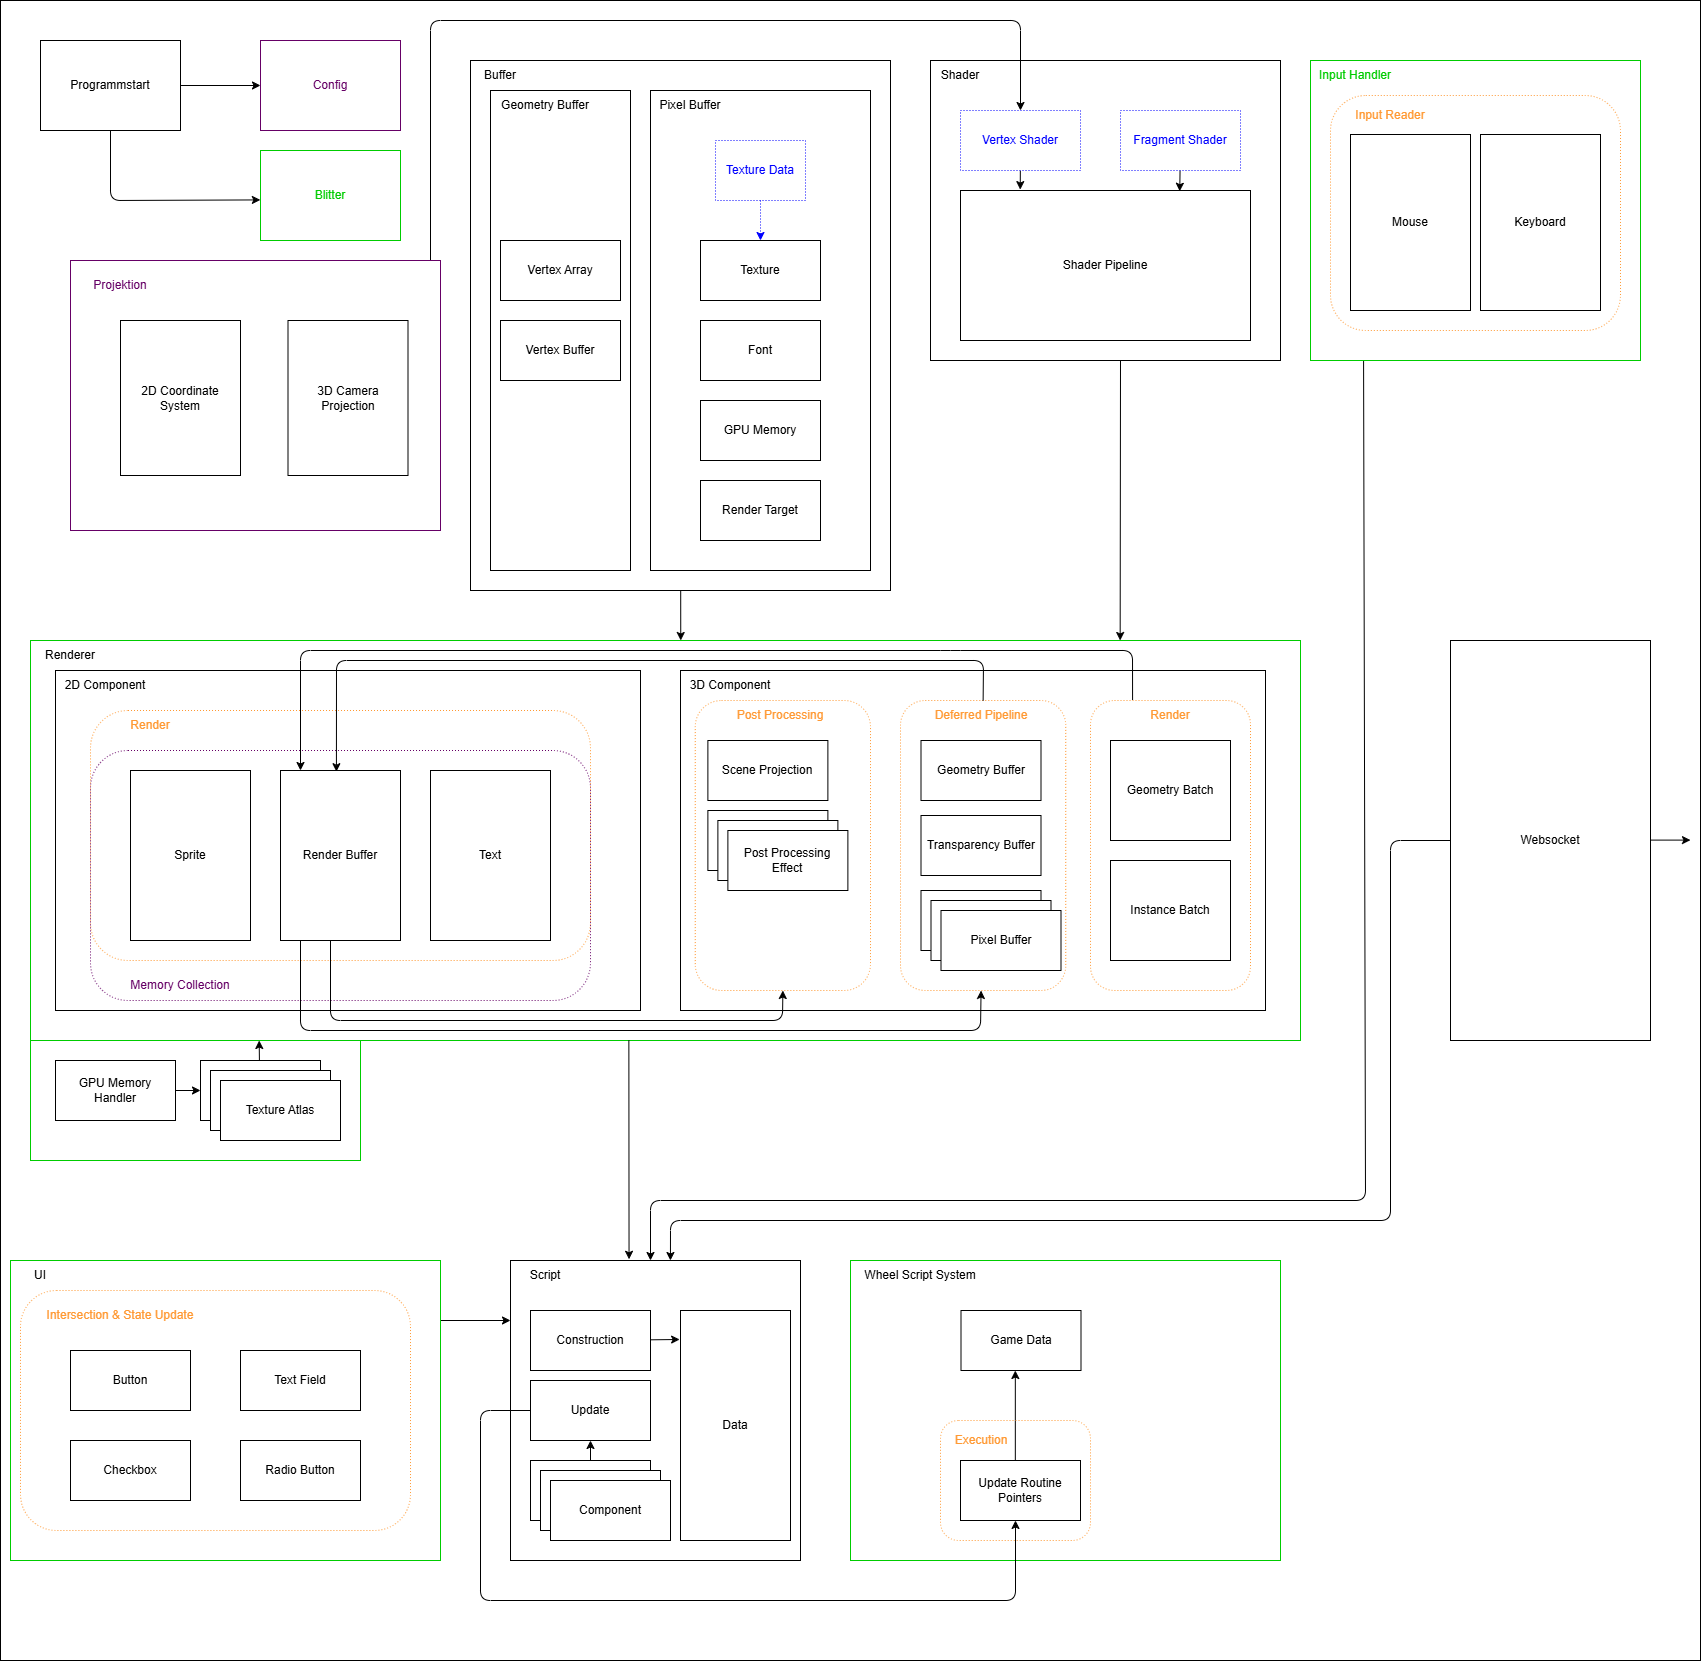 Programmstart
Config
Blitter
Projektion
2D Coordinate
System
3D Camera
Projection
Buffer
Geometry Buffer
Vertex Array
Vertex Buffer
Pixel Buffer
Texture Data
Texture
Font
GPU Memory
Render Target
Shader
Vertex Shader
Fragment Shader
Shader Pipeline
Input Handler
Input Reader
Mouse
Keyboard
Renderer
2D Component
Render
Sprite
Render Buffer
Text
Memory Collection
3D Component
Post Processing
Scene Projection
Post Processing
Effect
Deferred Pipeline
Geometry Buffer
Transparency Buffer
Pixel Buffer
Render
Geometry Batch
Instance Batch
Websocket
GPU Memory
Handler
Texture Atlas
UI
Intersection & State Update
Button
Text Field
Checkbox
Radio Button
Script
Construction
Update
Component
Data
Wheel Script System
Game Data
Execution
Update Routine
Pointers